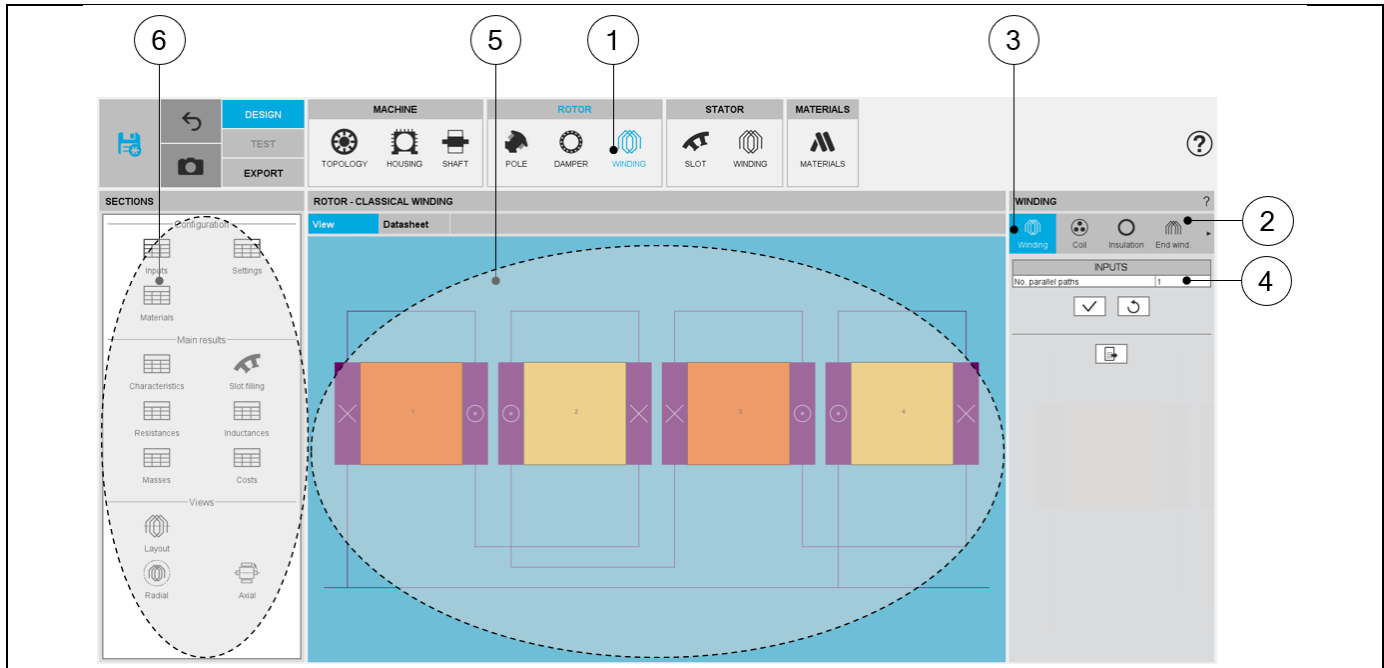 6
5
1
3
DESIGN
TEST
EXPORT
MACHINE
TOPOLOGY
HOUSING
SHAFT
ROTOR
POLE
DAMPER
WINDING
STATOR
SLOT
WINDING
MATERIALS
MATERIALS
?
SECTIONS
Configuration
Inputs
Settings
Materials
Main results
Characteristics
Slot filling
Resistances
Inductances
Masses
Costs
Views
Layout
Radial
Axial
ROTOR - CLASSICAL WINDING
View
Datasheet
1
2
3
4
WINDING
?
Winding
Coil
Insulation
End wind.
2
INPUTS
No. parallel paths
1
4